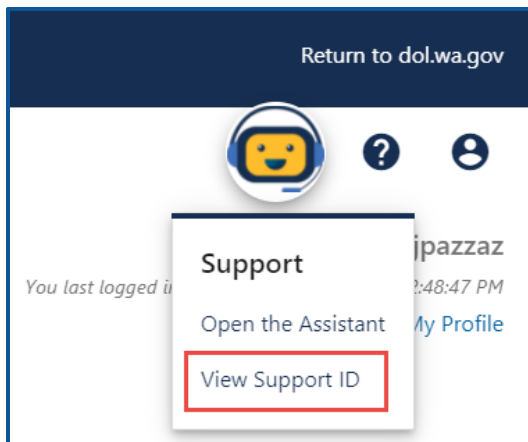 Return to dol.wa.gov
jpazzaz
Support
You last logged i
:48:47 PM
Open the Assistant
My Profile
View Support ID